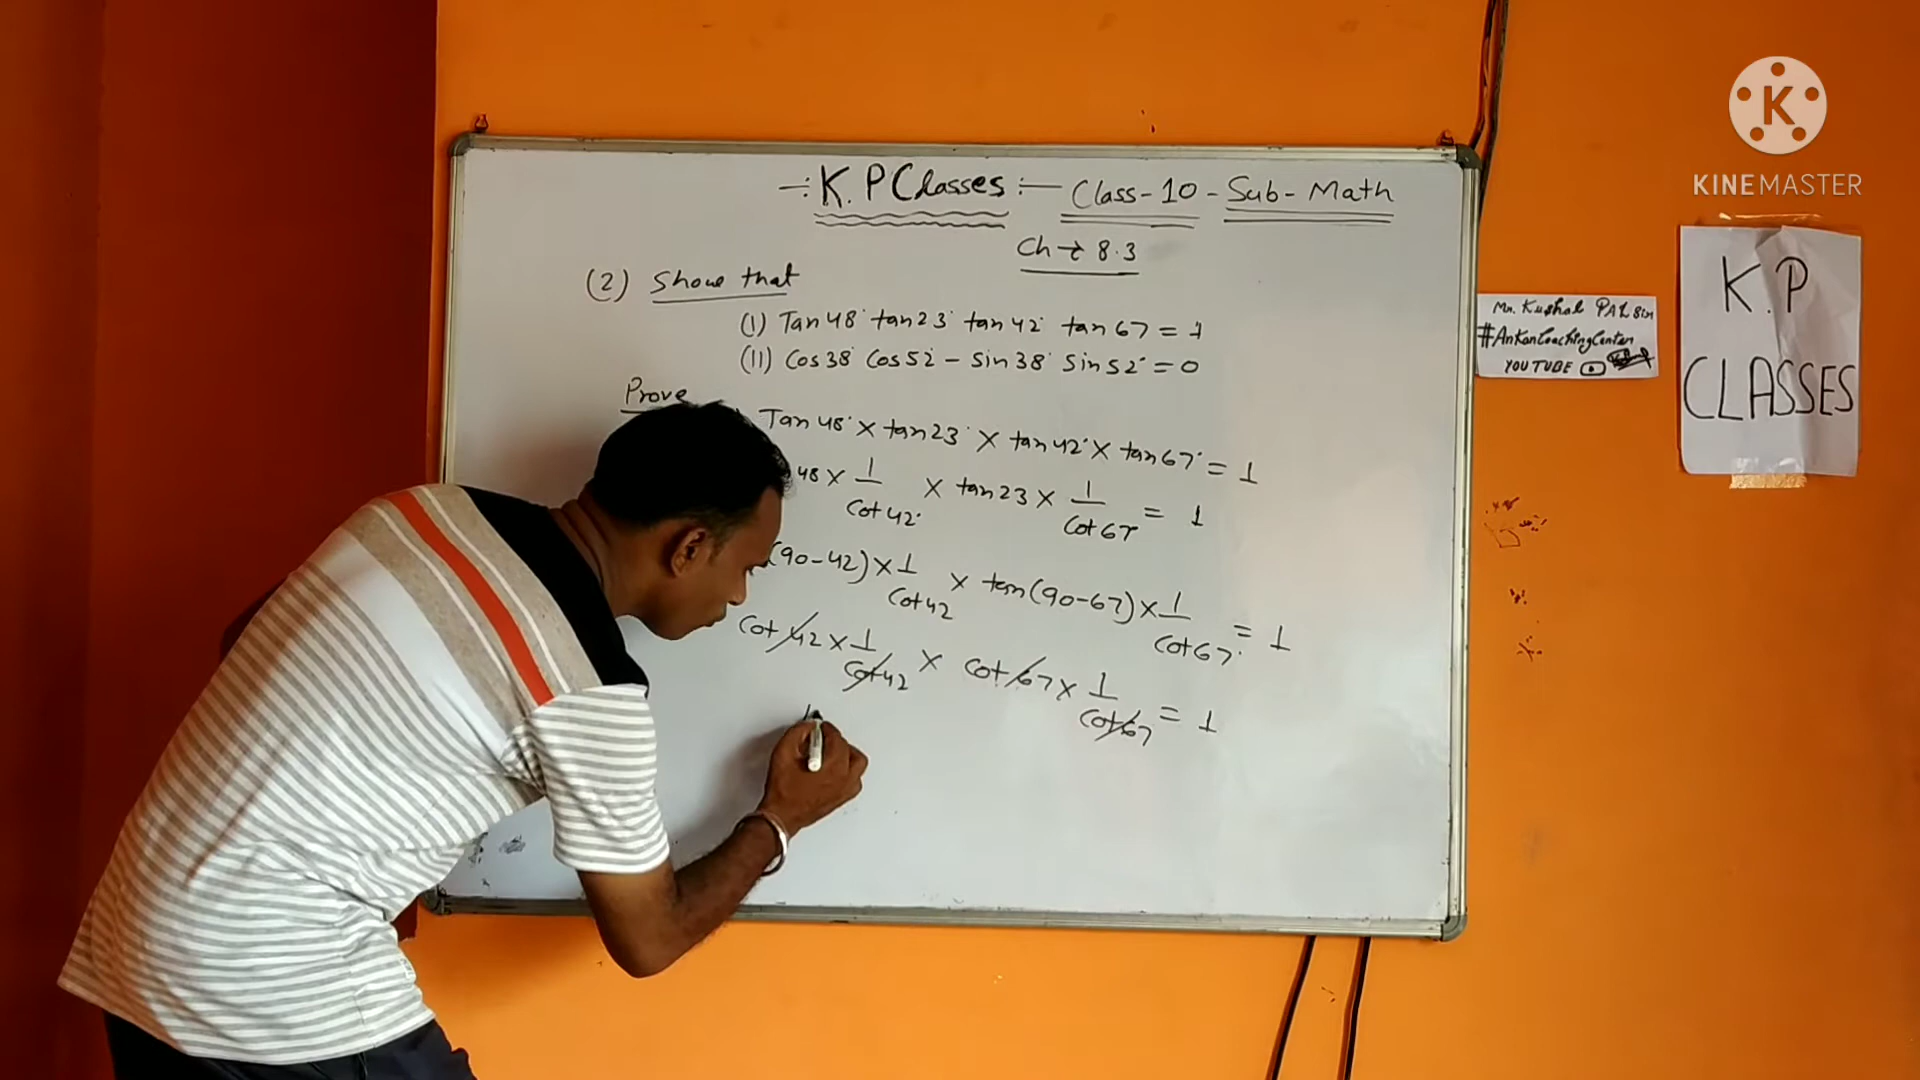 -: K.P Classes :- Class-10 - Sub- Math
Ch → 8.3
(2) Show that
(I) Tan 48° tan 23° tan 42° tan 67 = 1
(II) Cos 38° Cos 52 - Sin 38° Sin 52° = 0
Prove
Tan 48° × tan 23° × tan 42° × tan 67° = 1
48 × 1/Cot 42° × tan 23 × 1/Cot 67 = 1
(90-42) × 1/Cot 42 × tan (90-67) × 1/Cot 67° = 1
Cot 42 × 1/Cot 42 × Cot 67 × 1/Cot 67 = 1
KINEMASTER
K.P
CLASSES
Mr. Kushal PAL Sir
#AnKanCoachingCenter
YOUTUBE